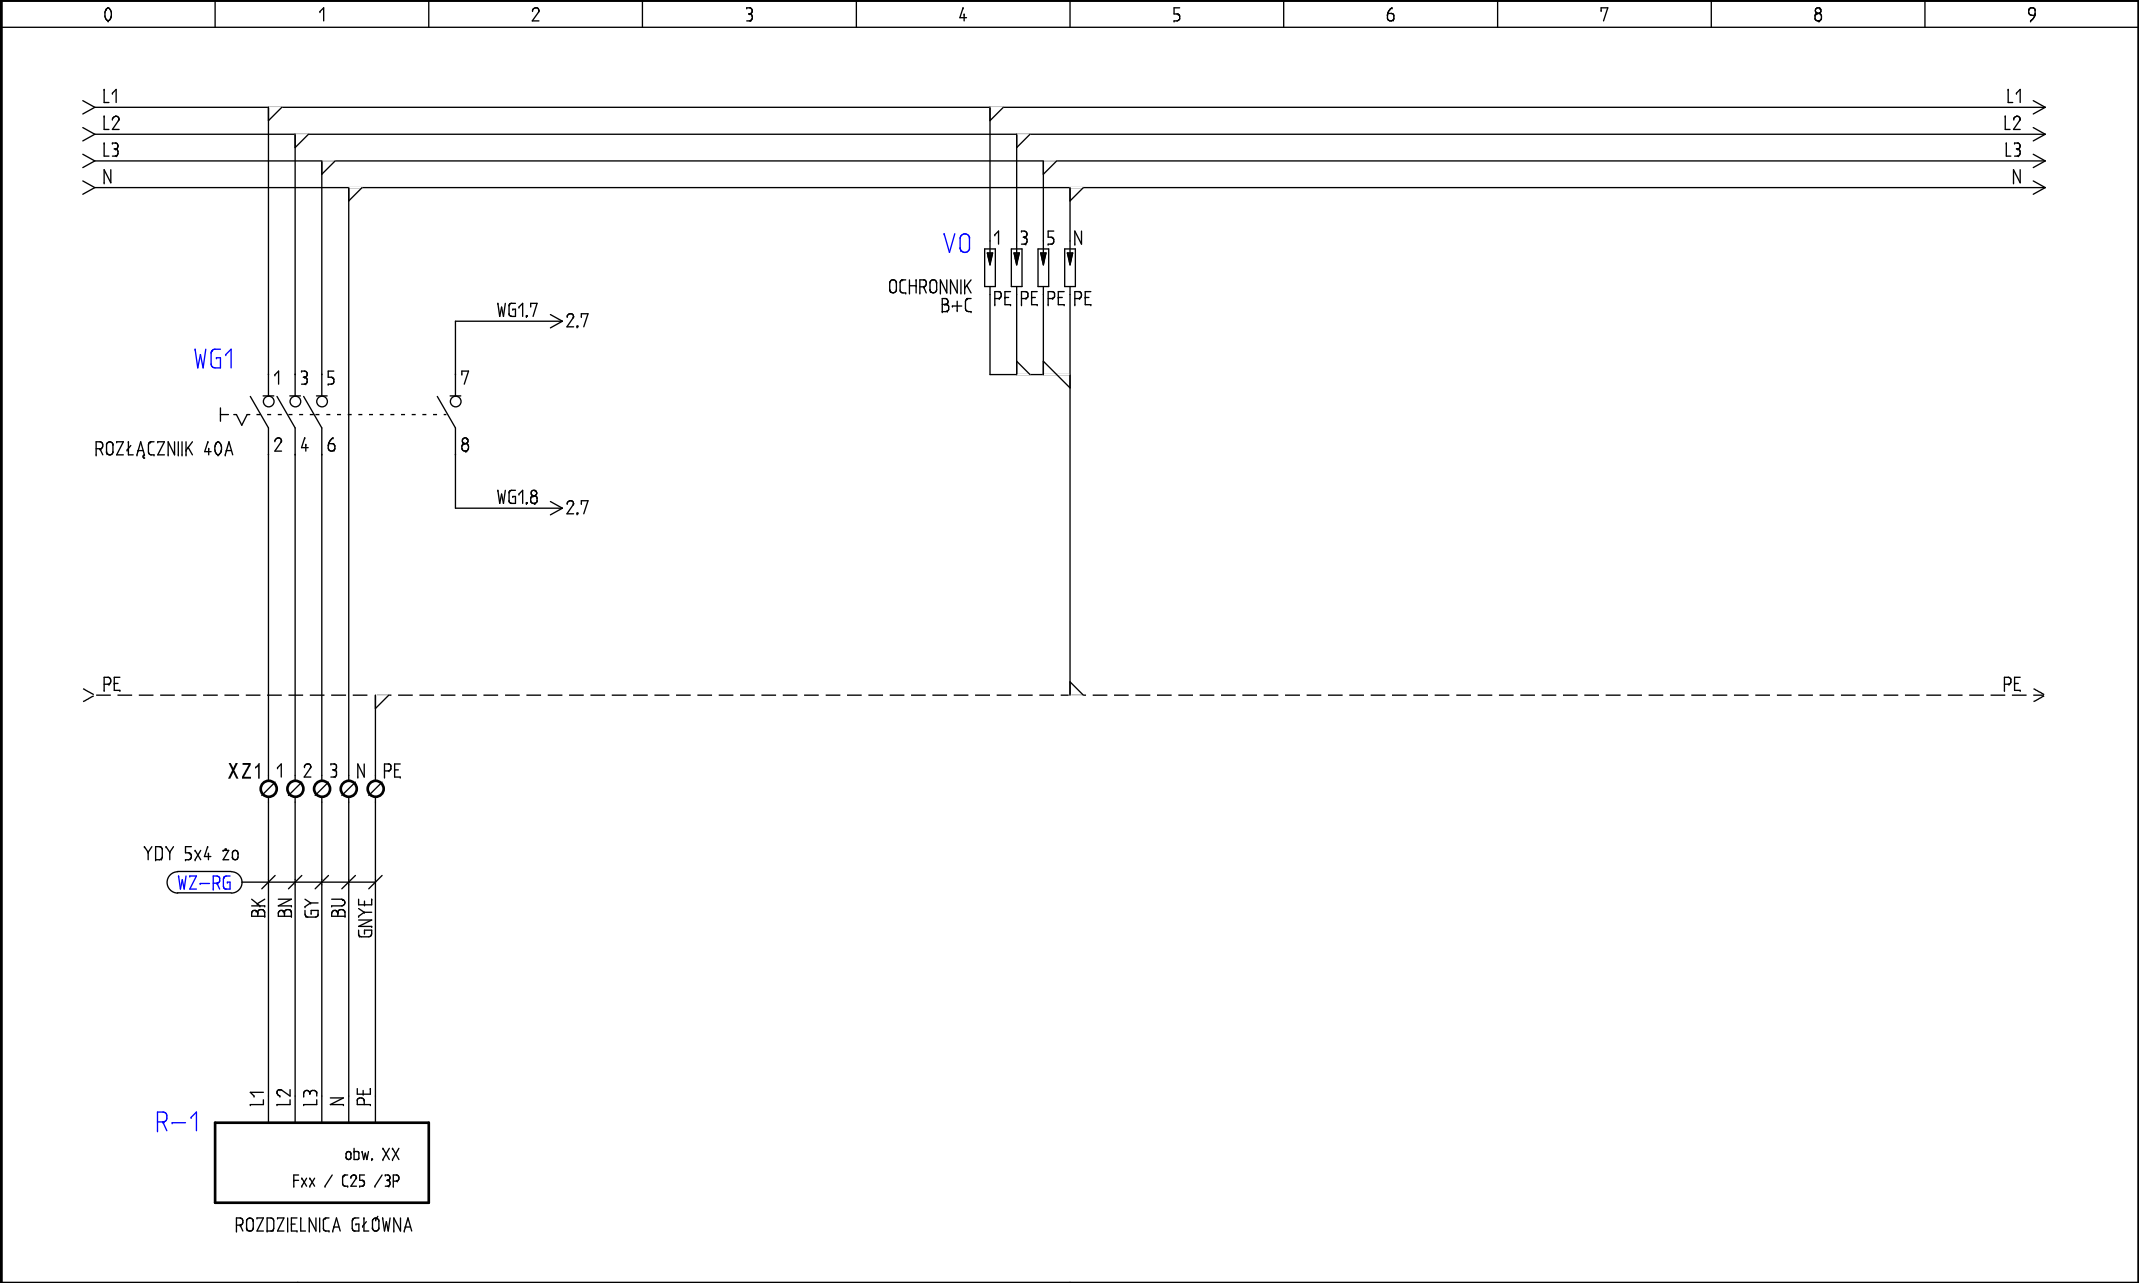 0 1 2 3 4 5 6 7 8 9
L1 L1
L2 L2
L3 L3
N N
V0 1 3 5 N
OCHRONNIK PE PE PE PE
B+C
WG1.7 2.7
WG1
1 3 5 7
2 4 6 8
ROZŁĄCZNIIK 40A
WG1.8 2.7
PE PE
XZ1 1 2 3 N PE
YDY 5x4 żo
WZ-RG
BK BN GY BU GNYE
L1 L2 L3 N PE
R-1
obw. XX
Fxx / C25 /3P
ROZDZIELNICA GŁÓWNA